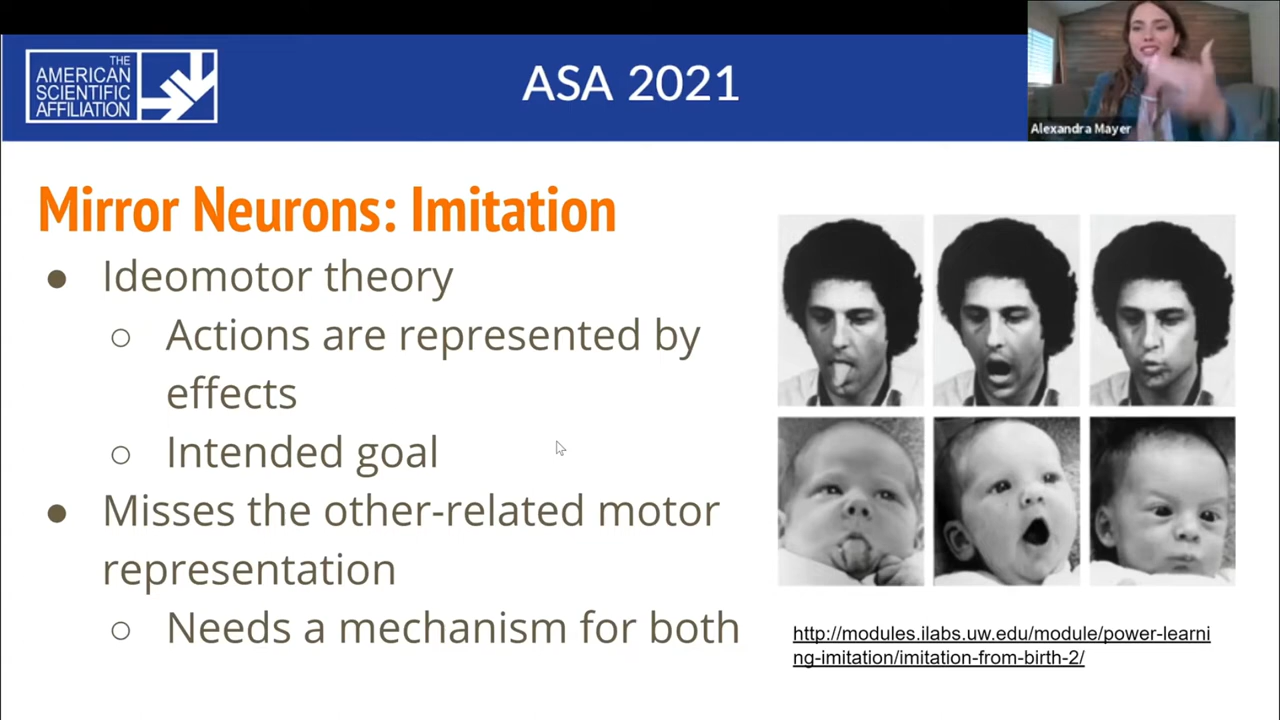 THE
AMERICAN
SCIENTIFIC
AFFILIATION
ASA 2021
Alexandra Mayer
Mirror Neurons: Imitation
● Ideomotor theory
○ Actions are represented by
effects
○ Intended goal
● Misses the other-related motor
representation
○ Needs a mechanism for both
http://modules.ilabs.uw.edu/module/power-learni
ng-imitation/imitation-from-birth-2/